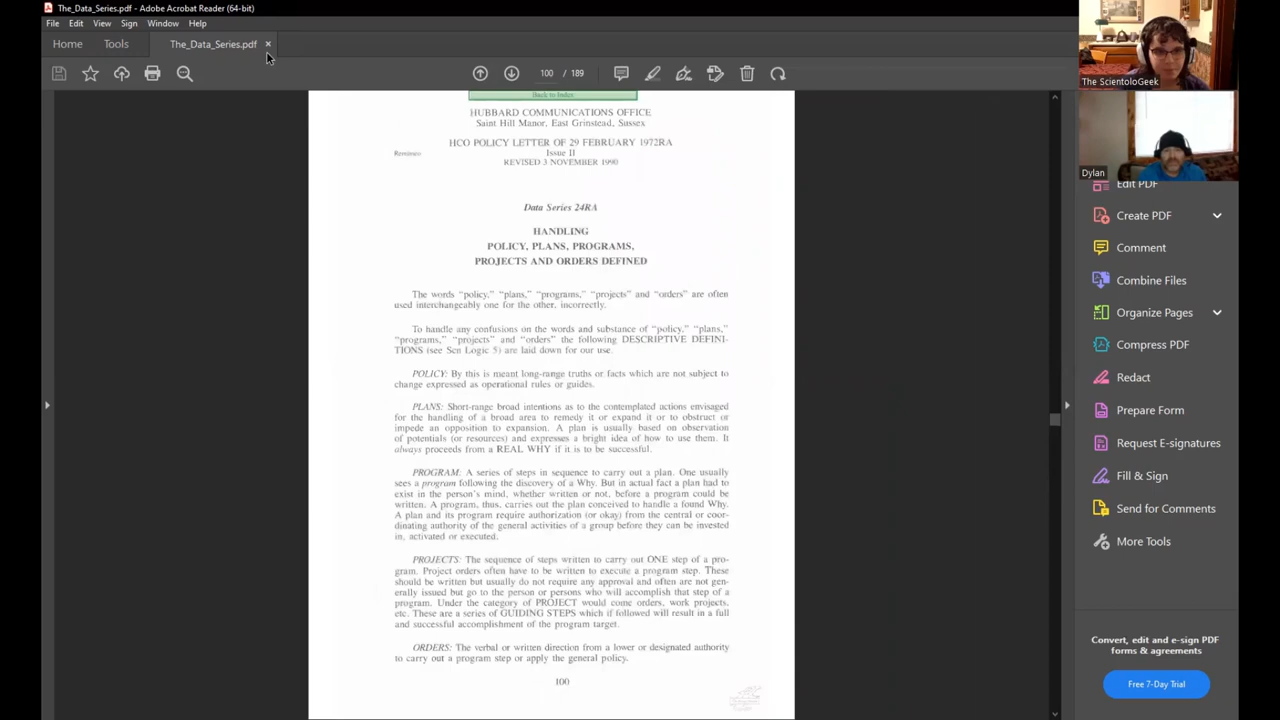 The_Data_Series.pdf - Adobe Acrobat Reader (64-bit)
File Edit View Window Sign Help
Home Tools The_Data_Series.pdf ×
100 / 189
The ScientoloGeek
Dylan
Back to Index
HUBBARD COMMUNICATIONS OFFICE
Saint Hill Manor, East Grinstead, Sussex
HCO POLICY LETTER OF 29 FEBRUARY 1972RA
Remimeo
Issue II
REVISED 3 NOVEMBER 1990
Data Series 24RA
HANDLING
POLICY, PLANS, PROGRAMS,
PROJECTS AND ORDERS DEFINED
The words “policy,” “plans,” “programs,” “projects” and “orders” are often
used interchangeably one for the other, incorrectly.
To handle any confusions on the words and substance of “policy,” “plans,”
“programs,” “projects” and “orders” the following DESCRIPTIVE DEFINI-
TIONS (see Scn Logic 5) are laid down for our use.
POLICY: By this is meant long-range truths or facts which are not subject to
change expressed as operational rules or guides.
PLANS: Short-range broad intentions as to the contemplated actions envisaged
for the handling of a broad area to remedy it or expand it or to obstruct or
impede an opposition to expansion. A plan is usually based on observation
of potentials (or resources) and expresses a bright idea of how to use them. It
always proceeds from a REAL WHY if it is to be successful.
PROGRAM: A series of steps in sequence to carry out a plan. One usually
sees a program following the discovery of a Why. But in actual fact a plan had to
exist in the person's mind, whether written or not, before a program could be
written. A program, thus, carries out the plan conceived to handle a found Why.
A plan and its program require authorization (or okay) from the central or coor-
dinating authority of the general activities of a group before they can be invested
in, activated or executed.
PROJECTS: The sequence of steps written to carry out ONE step of a pro-
gram. Project orders often have to be written to execute a program step. These
should be written but usually do not require any approval and often are not gen-
erally issued but go to the person or persons who will accomplish that step of a
program. Under the category of PROJECT would come orders, work projects,
etc. These are a series of GUIDING STEPS which if followed will result in a full
and successful accomplishment of the program target.
ORDERS: The verbal or written direction from a lower or designated authority
to carry out a program step or apply the general policy.
100
Edit PDF
Create PDF
Comment
Combine Files
Organize Pages
Compress PDF
Redact
Prepare Form
Request E-signatures
Fill & Sign
Send for Comments
More Tools
Convert, edit and e-sign PDF
forms & agreements
Free 7-Day Trial